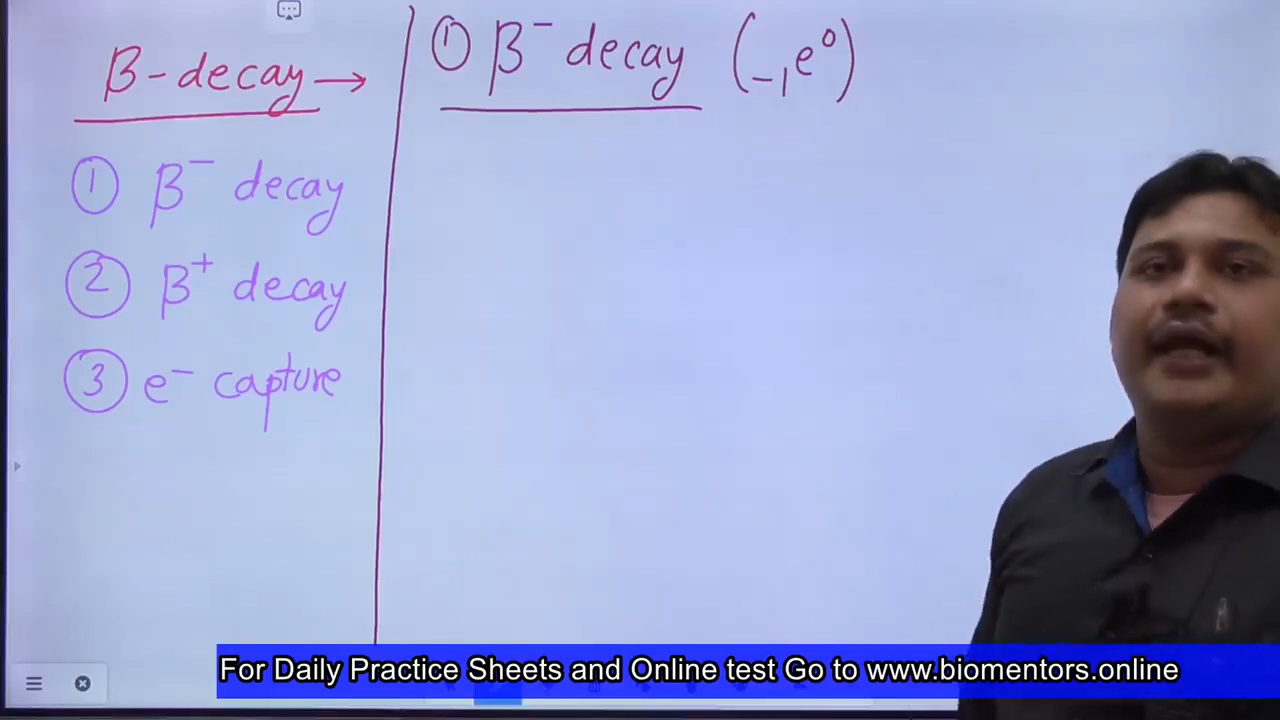 β-decay →
① β⁻ decay
② β⁺ decay
③ e⁻ capture
① β⁻ decay (₋₁e⁰)
For Daily Practice Sheets and Online test Go to www.biomentors.online